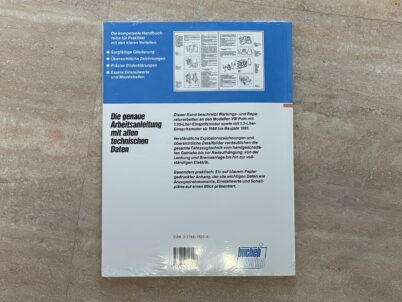 Die kompetente Handbuch-
reihe für Praktiker
mit den klaren Vorteilen:
Sorgfältige Gliederung
Übersichtliche Zeichnungen
Präzise Bilderklärungen
Exakte Einstellwerte
und Messtabellen
Die genaue
Arbeitsanleitung
mit allen
technischen
Daten
Dieser Band beschreibt Wartungs- und Repa-
raturarbeiten an den Modellen VW Polo mit
1.05-Liter-Einspritzmotor sowie mit 1.3-Liter-
Einspritzmotor ab 1988 bis Baujahr 1991.
Verständliche Explosionszeichnungen und
übersichtliche Detailbilder verdeutlichen die
gesamte Fahrzeugtechnik vom handgeschalte-
ten Getriebe bis zur Radaufhängung, von der
Lenkung und Bremsanlage bis hin zur voll-
ständigen Elektrik.
Besonders praktisch: Ein auf blauem Papier
gedruckter Anhang, der alle wichtigen Daten wie
Anzugsdrehmomente, Einstellwerte und Schalt-
pläne auf einen Blick präsentiert.
bucheli